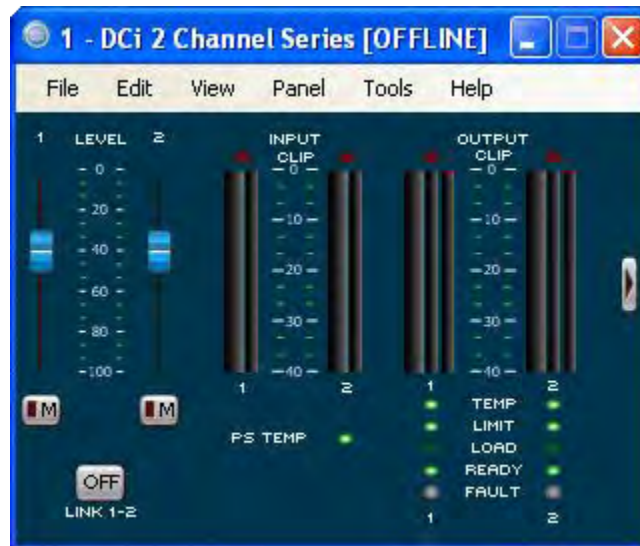 1 - DCi 2 Channel Series [OFFLINE]
File Edit View Panel Tools Help
1 LEVEL 2
INPUT
CLIP
OUTPUT
CLIP
- 0 -
- 20 -
- 40 -
- 60 -
- 80 -
-100 -
- 0 -
-10-
-20-
-30-
-40-
- 0 -
-10-
-20-
-30-
-40-
1 2
1 2
M M
TEMP
LIMIT
LOAD
READY
FAULT
1 2
PS TEMP
OFF
LINK 1-2